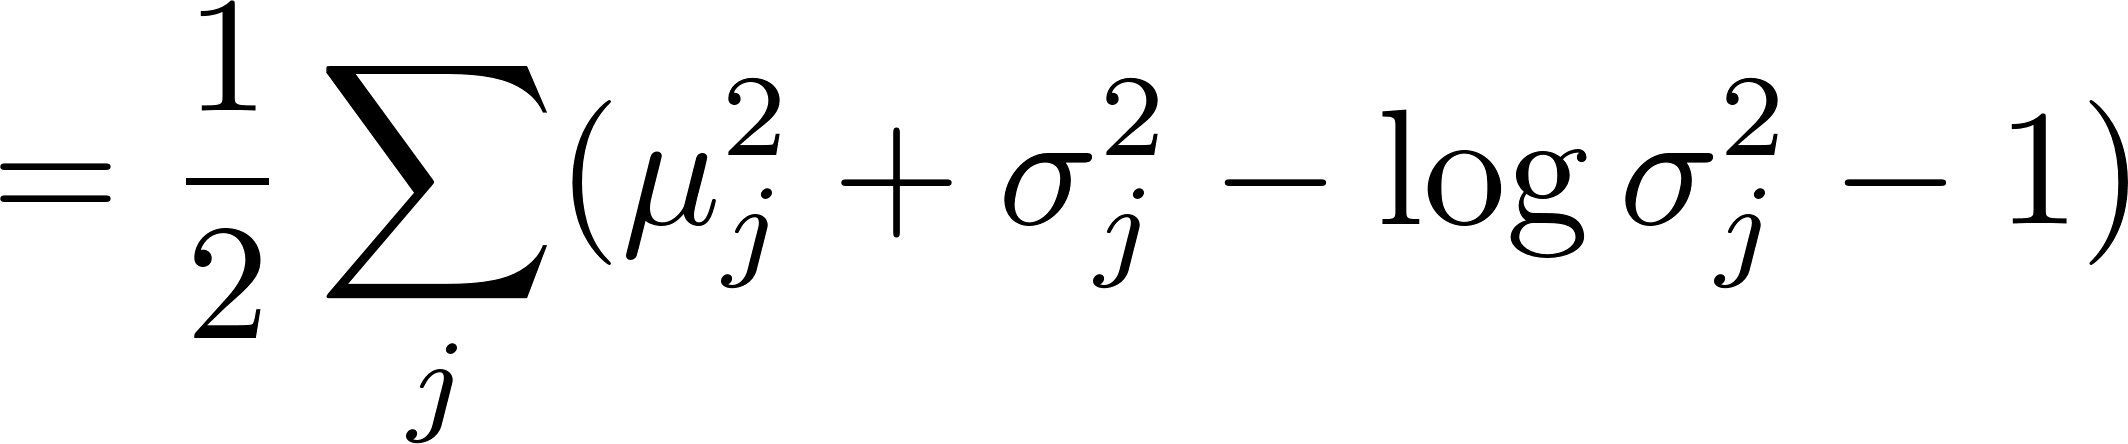 = \frac{1}{2} \sum_{j} (\mu_j^2 + \sigma_j^2 - \log \sigma_j^2 - 1)